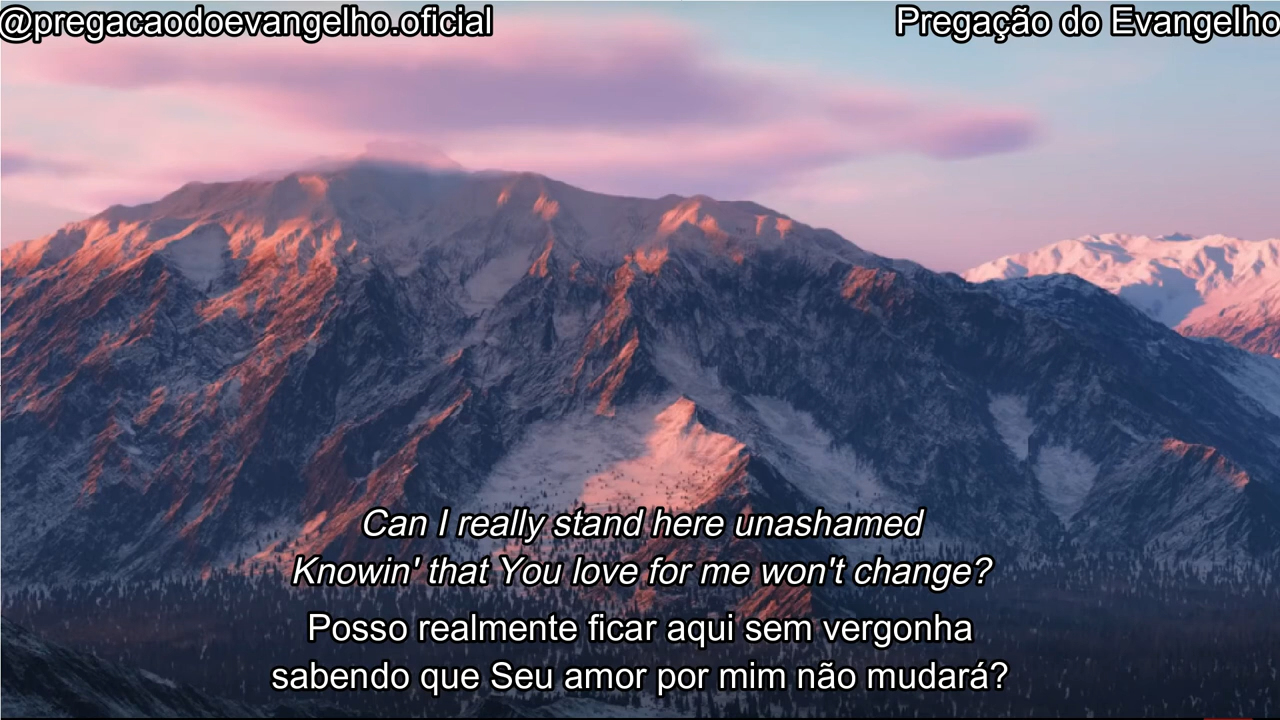 @pregacaodoevangelho.oficial
Pregação do Evangelho
Can I really stand here unashamed
Knowin' that You love for me won't change?
Posso realmente ficar aqui sem vergonha
sabendo que Seu amor por mim não mudará?